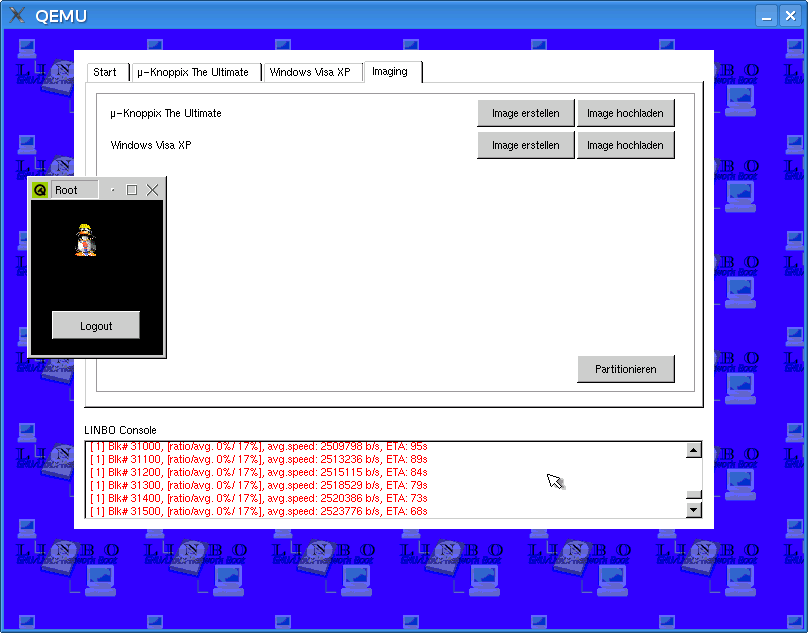 QEMU
Start
μ-Knoppix The Ultimate
Windows Visa XP
Imaging
μ-Knoppix The Ultimate
Image erstellen
Image hochladen
Windows Visa XP
Image erstellen
Image hochladen
Root
Logout
Partitionieren
LINBO Console
[1] Blk# 31000, [ratio/avg. 0%/ 17%], avg.speed: 2509798 b/s, ETA: 95s
[1] Blk# 31100, [ratio/avg. 0%/ 17%], avg.speed: 2513236 b/s, ETA: 89s
[1] Blk# 31200, [ratio/avg. 0%/ 17%], avg.speed: 2515115 b/s, ETA: 84s
[1] Blk# 31300, [ratio/avg. 0%/ 17%], avg.speed: 2518529 b/s, ETA: 79s
[1] Blk# 31400, [ratio/avg. 0%/ 17%], avg.speed: 2520386 b/s, ETA: 73s
[1] Blk# 31500, [ratio/avg. 0%/ 17%], avg.speed: 2523776 b/s, ETA: 68s
LINBO
LINBO
LINBO
LINBO
LINBO